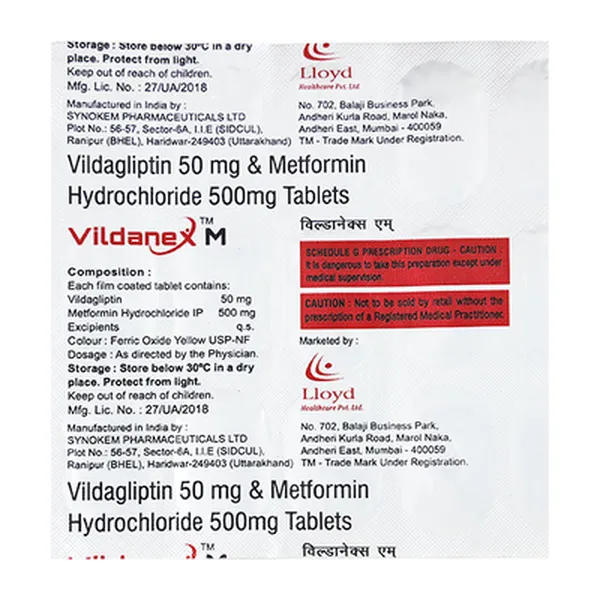 Storage : Store below 30ºC in a dry
place. Protect from light.
Keep out of reach of children.
Mfg. Lic. No. : 27/UA/2018
Manufactured in India by :
SYNOKEM PHARMACEUTICALS LTD
Plot No.: 56-57, Sector-6A, I.I.E (SIDCUL),
Ranipur (BHEL), Haridwar-249403 (Uttarakhand)
Lloyd
Healthcare Pvt. Ltd.
No. 702, Balaji Business Park,
Andheri Kurla Road, Marol Naka,
Andheri East, Mumbai - 400059
TM - Trade Mark Under Registration.
Vildagliptin 50 mg & Metformin
Hydrochloride 500mg Tablets
Vildanex™ M
विल्डानेक्स एम्
Composition :
Each film coated tablet contains:
Vildagliptin 50 mg
Metformin Hydrochloride IP 500 mg
Excipients q.s.
Colour : Ferric Oxide Yellow USP-NF
Dosage : As directed by the Physician.
Storage : Store below 30ºC in a dry
place. Protect from light.
Keep out of reach of children.
Mfg. Lic. No. : 27/UA/2018
Manufactured in India by :
SYNOKEM PHARMACEUTICALS LTD
Plot No.: 56-57, Sector-6A, I.I.E (SIDCUL),
Ranipur (BHEL), Haridwar-249403 (Uttarakhand)
SCHEDULE G PRESCRIPTION DRUG - CAUTION :
It is dangerous to take this preparation except under
medical supervision.
CAUTION : Not to be sold by retail without the
prescription of a Registered Medical Practitioner.
Marketed by :
Lloyd
Healthcare Pvt. Ltd.
No. 702, Balaji Business Park,
Andheri Kurla Road, Marol Naka,
Andheri East, Mumbai - 400059
TM - Trade Mark Under Registration.
Vildagliptin 50 mg & Metformin
Hydrochloride 500mg Tablets
Vildanex™ M
विल्डानेक्स एम्